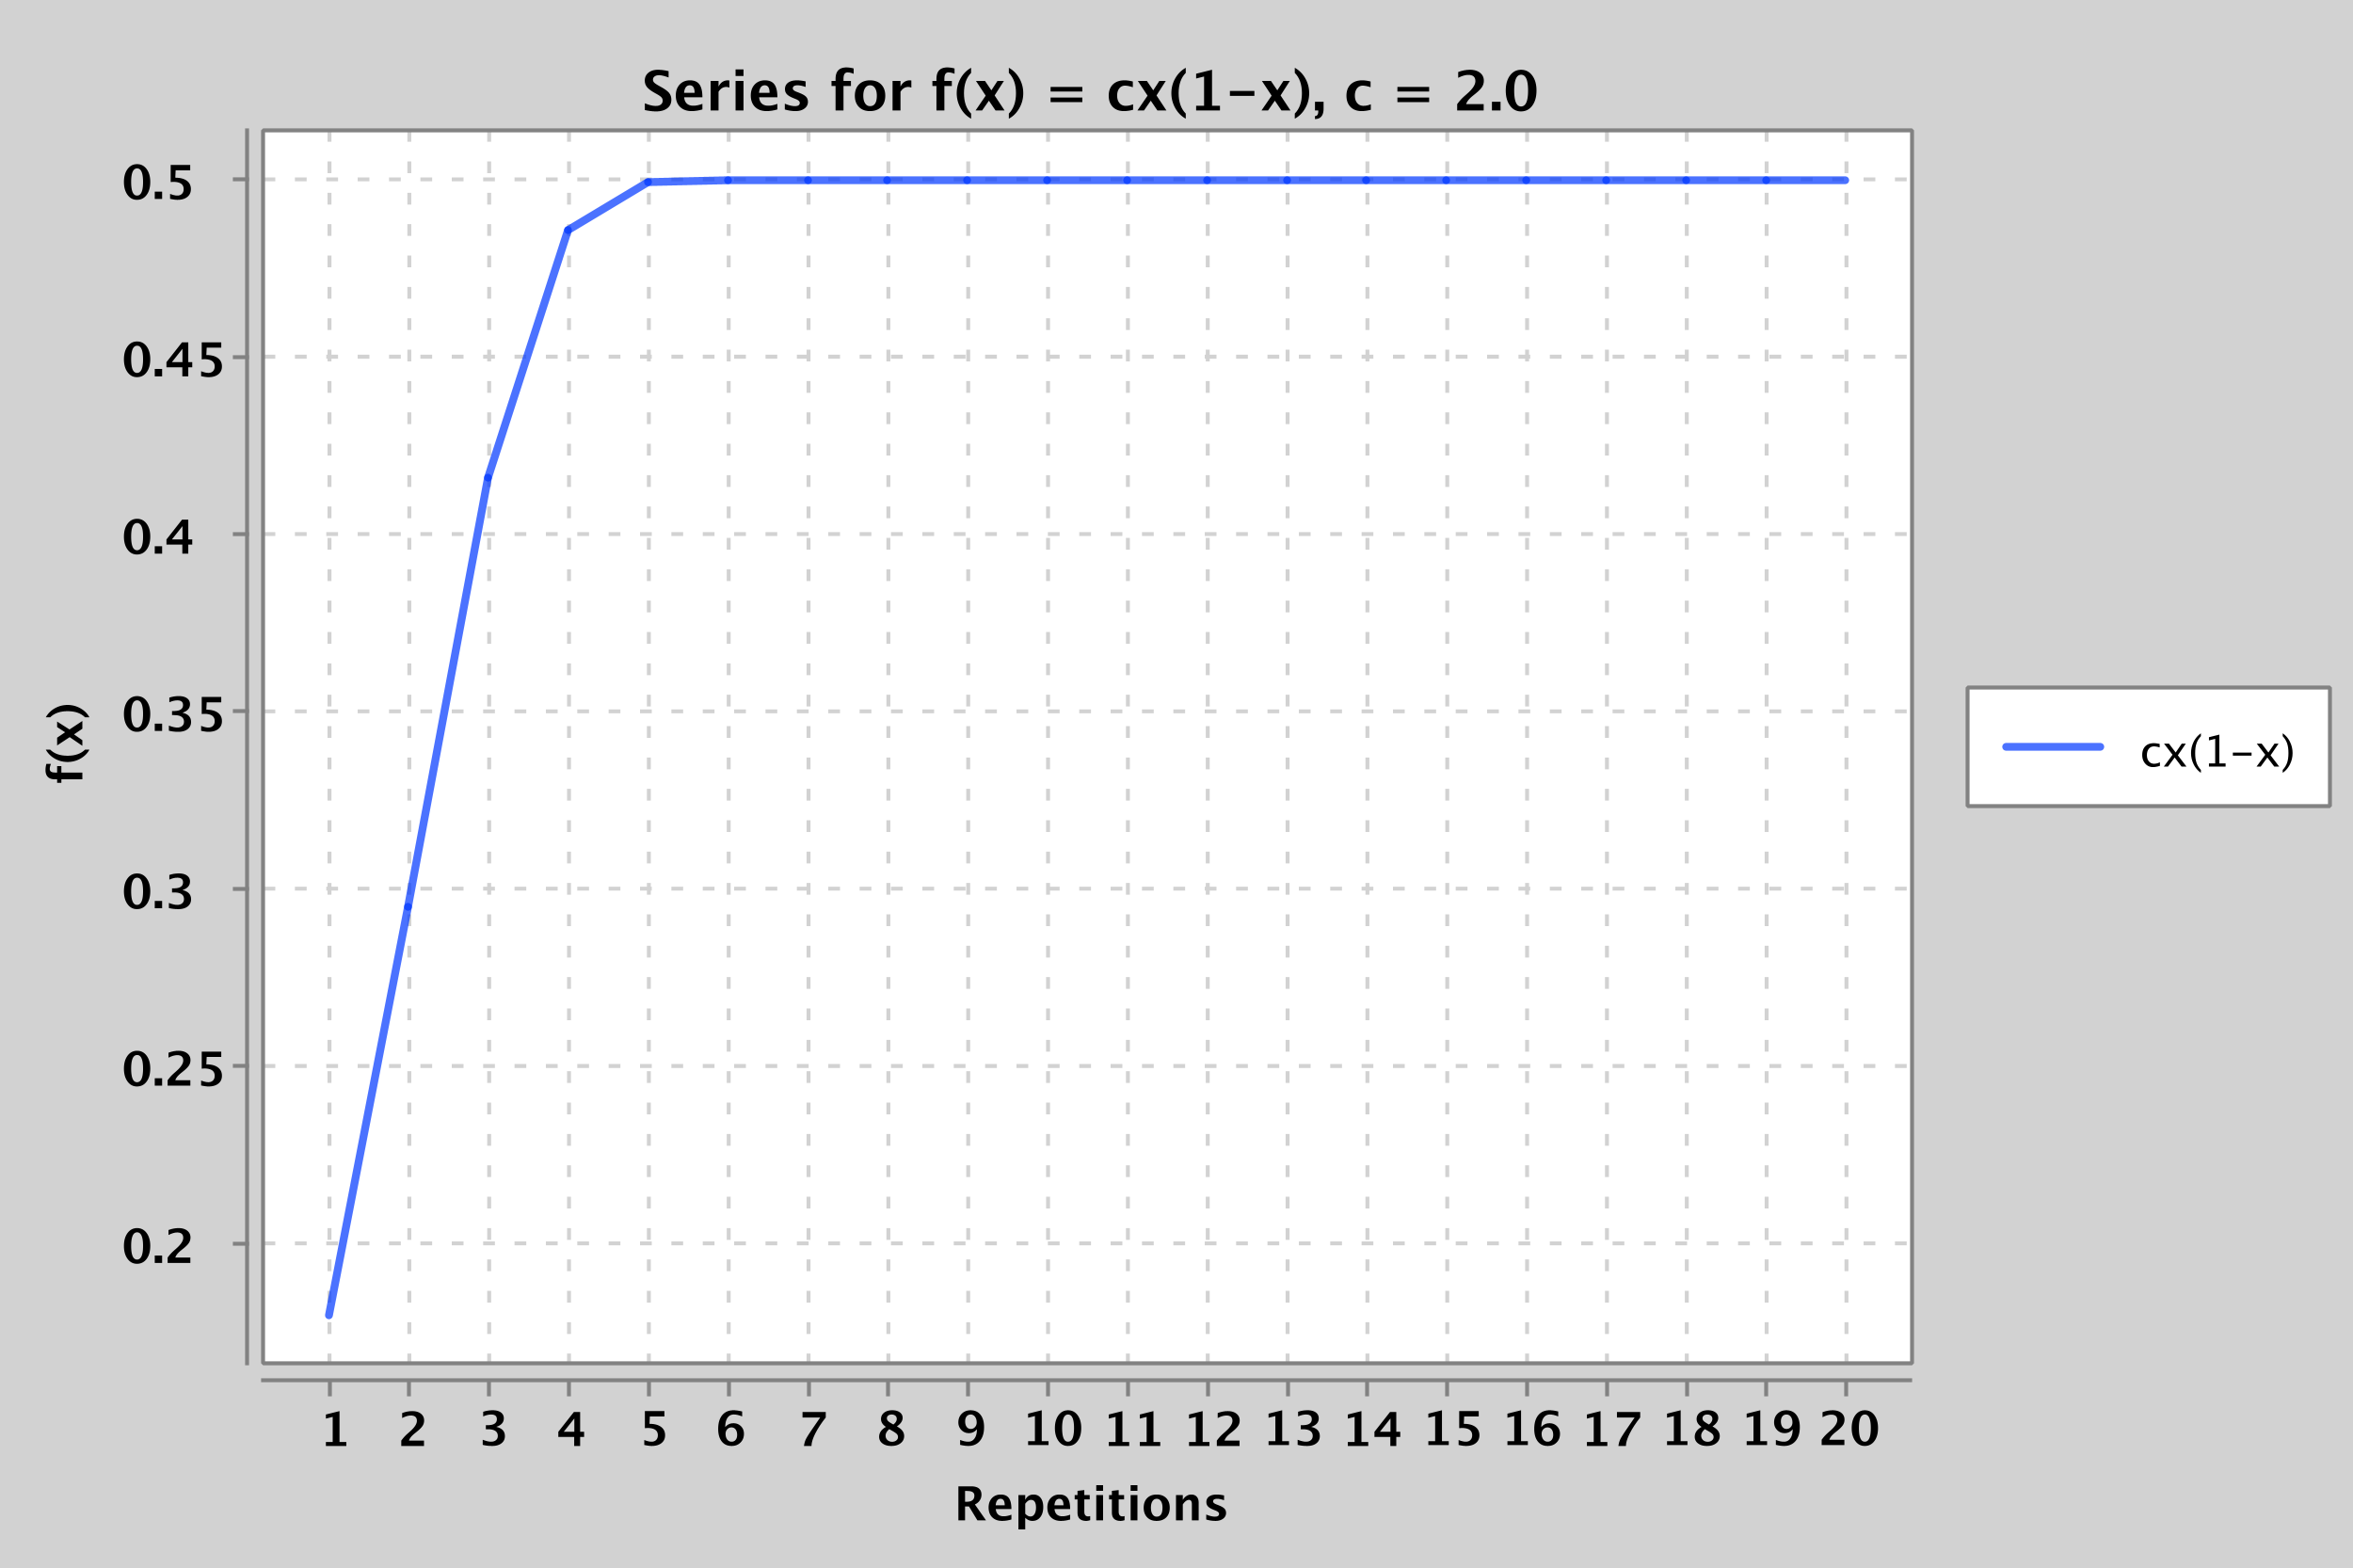 Series for f(x) = cx(1-x), c = 2.0
0.5
0.45
0.4
0.35
0.3
0.25
0.2
f(x)
cx(1-x)
1 2 3 4 5 6 7 8 9 10 11 12 13 14 15 16 17 18 19 20
Repetitions